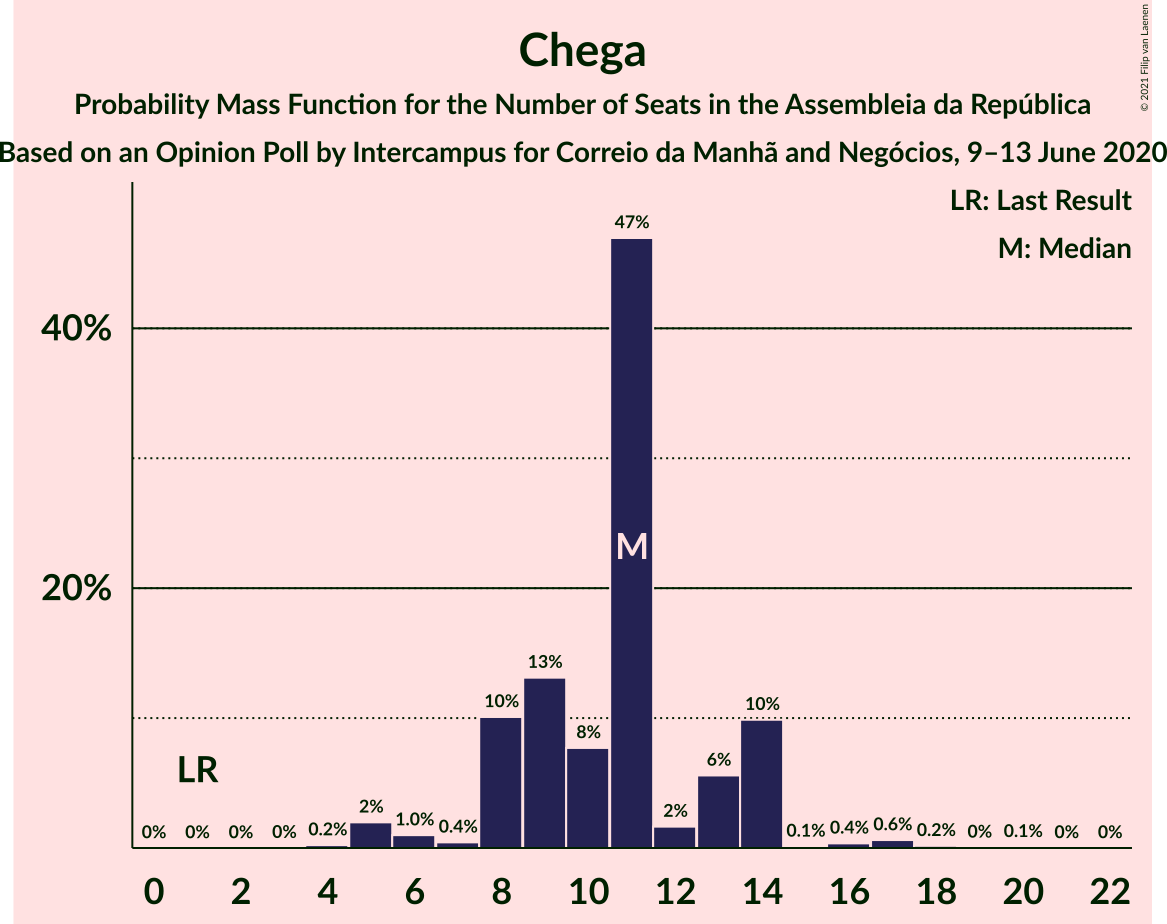 Chega
Probability Mass Function for the Number of Seats in the Assembleia da República
Based on an Opinion Poll by Intercampus for Correio da Manhã and Negócios, 9–13 June 2020
© 2021 Filip van Laenen
LR: Last Result
M: Median
47%
40%
M
20%
13%
10%
10%
8%
6%
LR
2%
2%
0% 0% 0% 0% 0.2% 1.0% 0.4% 0.1% 0.4% 0.6% 0.2% 0% 0.1% 0% 0%
0 2 4 6 8 10 12 14 16 18 20 22